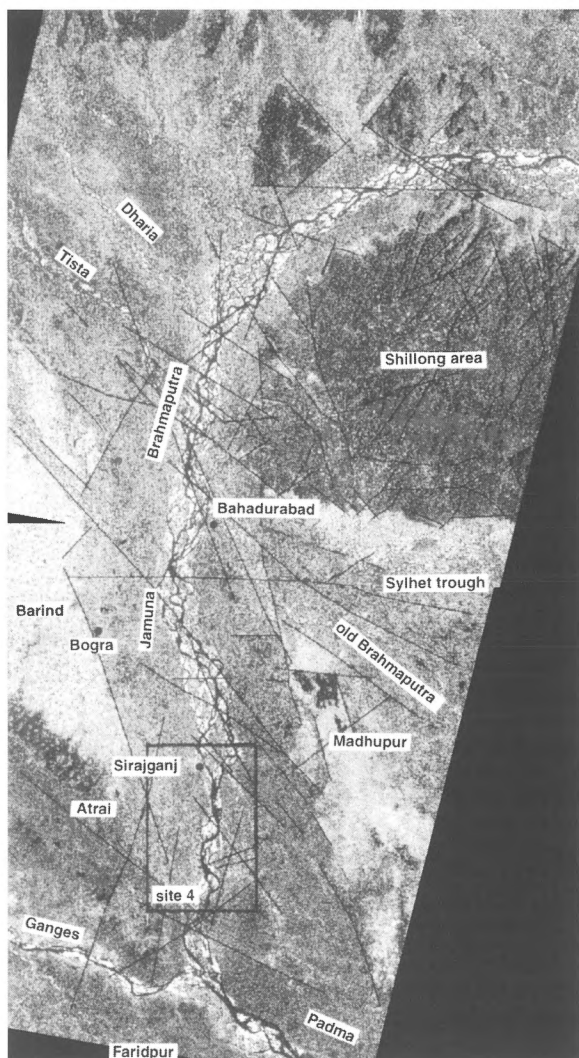 Dharia
Tista
Shillong area
Brahmaputra
Bahadurabad
Sylhet trough
Barind
Jamuna
Bogra
old Brahmaputra
Madhupur
Sirajganj
Atrai
site 4
Ganges
Padma
Faridpur